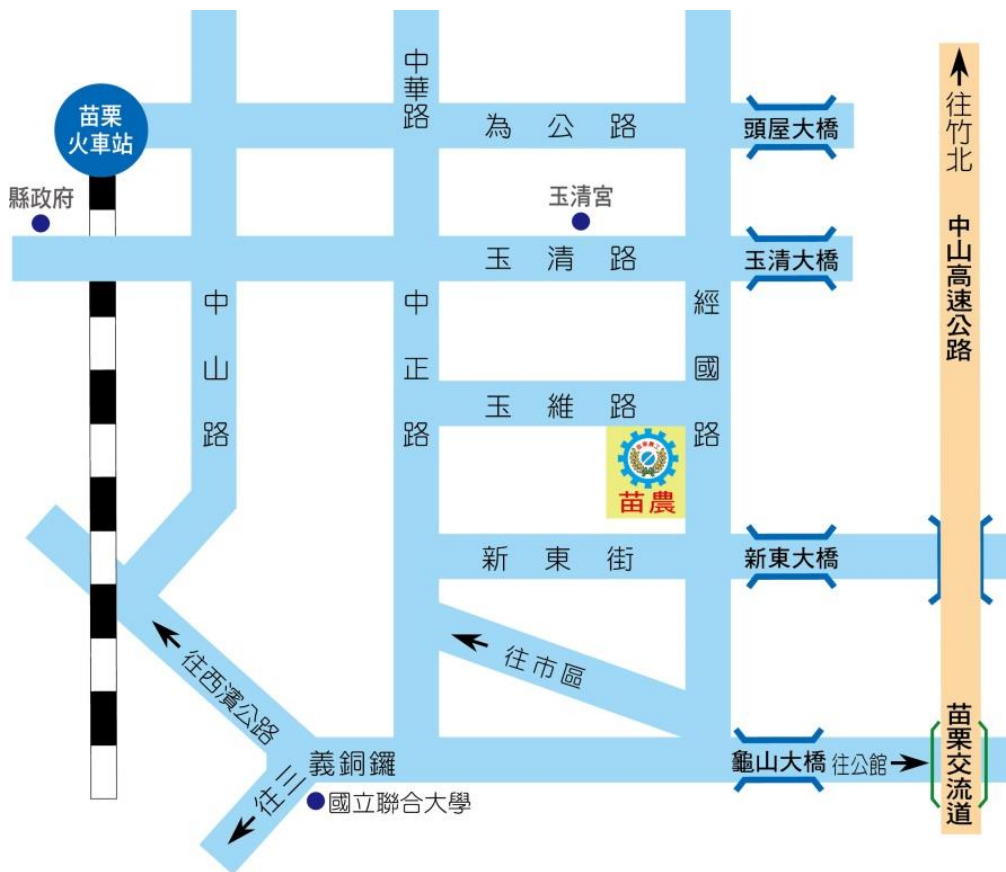 苗栗
火車站
中華路
為公路
頭屋大橋
往竹北
縣政府
玉清宮
玉清路
玉清大橋
中山高速公路
中山路
中正路
經國路
玉維路
苗農
新東街
新東大橋
往市區
往西濱公路
往三義銅鑼
龜山大橋
往公館
苗栗交流道
國立聯合大學